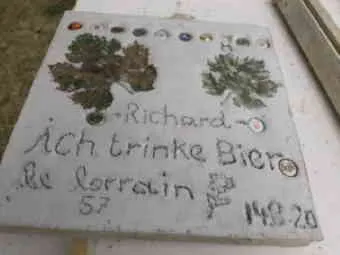 -Richard-
ich trinke Bier
le lorrain
57
14.8.20